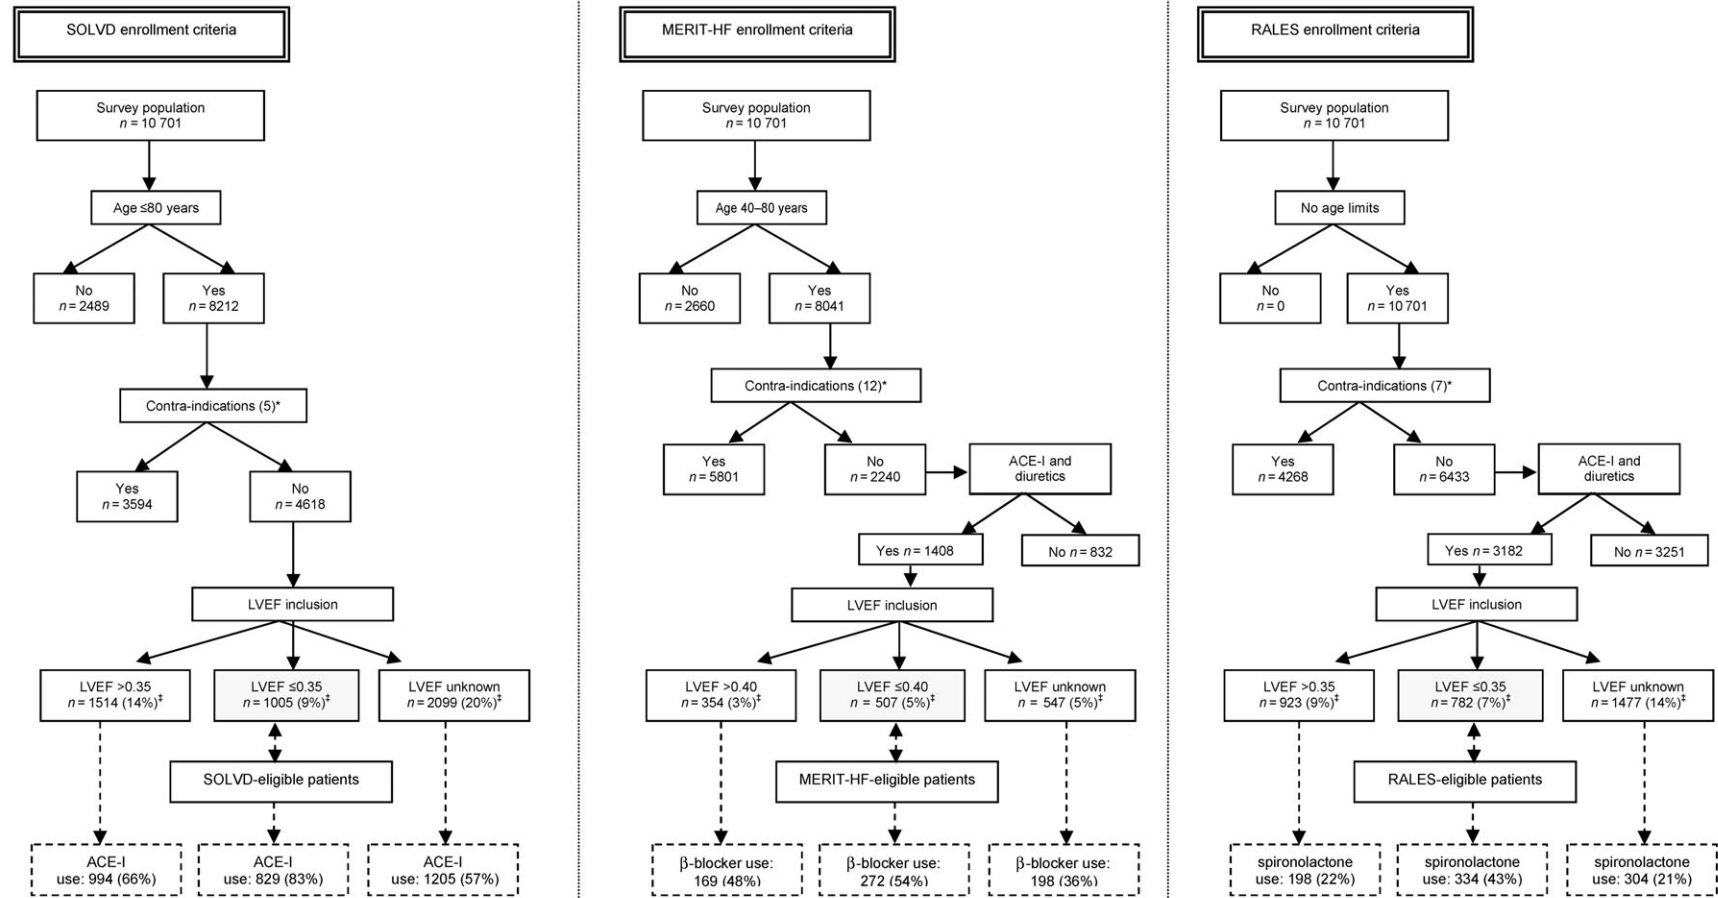 SOLVD enrollment criteria
Survey population
n = 10 701
Age ≤80 years
No
n = 2489
Yes
n = 8212
Contra-indications (5)*
Yes
n = 3594
No
n = 4618
LVEF inclusion
LVEF >0.35
n = 1514 (14%)‡
LVEF ≤0.35
n = 1005 (9%)‡
LVEF unknown
n = 2099 (20%)‡
SOLVD-eligible patients
ACE-I
use: 994 (66%)
ACE-I
use: 829 (83%)
ACE-I
use: 1205 (57%)
MERIT-HF enrollment criteria
Survey population
n = 10 701
Age 40–80 years
No
n = 2660
Yes
n = 8041
Contra-indications (12)*
Yes
n = 5801
No
n = 2240
ACE-I and
diuretics
Yes n = 1408
No n = 832
LVEF inclusion
LVEF >0.40
n = 354 (3%)‡
LVEF ≤0.40
n = 507 (5%)‡
LVEF unknown
n = 547 (5%)‡
MERIT-HF-eligible patients
β-blocker use:
169 (48%)
β-blocker use:
272 (54%)
β-blocker use:
198 (36%)
RALES enrollment criteria
Survey population
n = 10 701
No age limits
No
n = 0
Yes
n = 10 701
Contra-indications (7)*
Yes
n = 4268
No
n = 6433
ACE-I and
diuretics
Yes n = 3182
No n = 3251
LVEF inclusion
LVEF >0.35
n = 923 (9%)‡
LVEF ≤0.35
n = 782 (7%)‡
LVEF unknown
n = 1477 (14%)‡
RALES-eligible patients
spironolactone
use: 198 (22%)
spironolactone
use: 334 (43%)
spironolactone
use: 304 (21%)